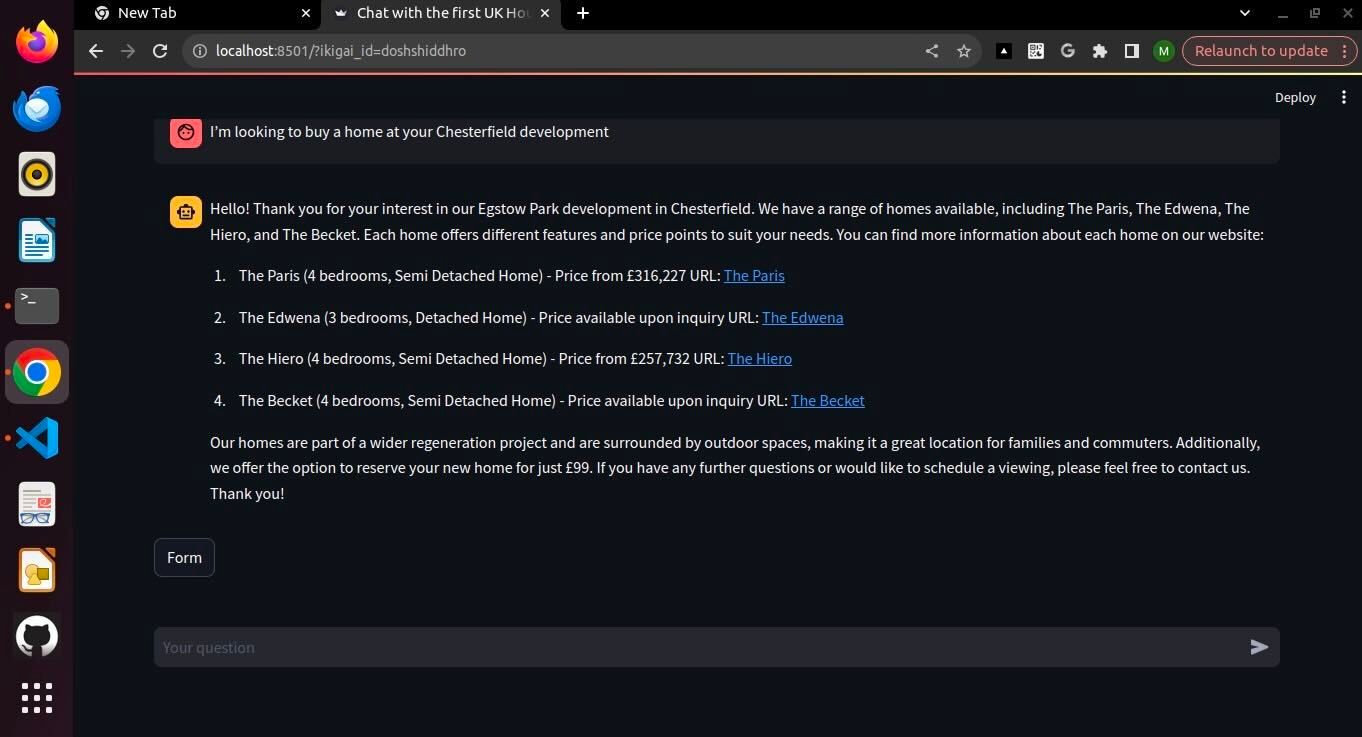 New Tab
Chat with the first UK Hou
localhost:8501/?ikigai_id=doshshiddhro
G
M
Relaunch to update
Deploy
I'm looking to buy a home at your Chesterfield development
Hello! Thank you for your interest in our Egstow Park development in Chesterfield. We have a range of homes available, including The Paris, The Edwena, The
Hiero, and The Becket. Each home offers different features and price points to suit your needs. You can find more information about each home on our website:
1. The Paris (4 bedrooms, Semi Detached Home) - Price from £316,227 URL: The Paris
2. The Edwena (3 bedrooms, Detached Home) - Price available upon inquiry URL: The Edwena
3. The Hiero (4 bedrooms, Semi Detached Home) - Price from £257,732 URL: The Hiero
4. The Becket (4 bedrooms, Semi Detached Home) - Price available upon inquiry URL: The Becket
Our homes are part of a wider regeneration project and are surrounded by outdoor spaces, making it a great location for families and commuters. Additionally,
we offer the option to reserve your new home for just £99. If you have any further questions or would like to schedule a viewing, please feel free to contact us.
Thank you!
Form
Your question